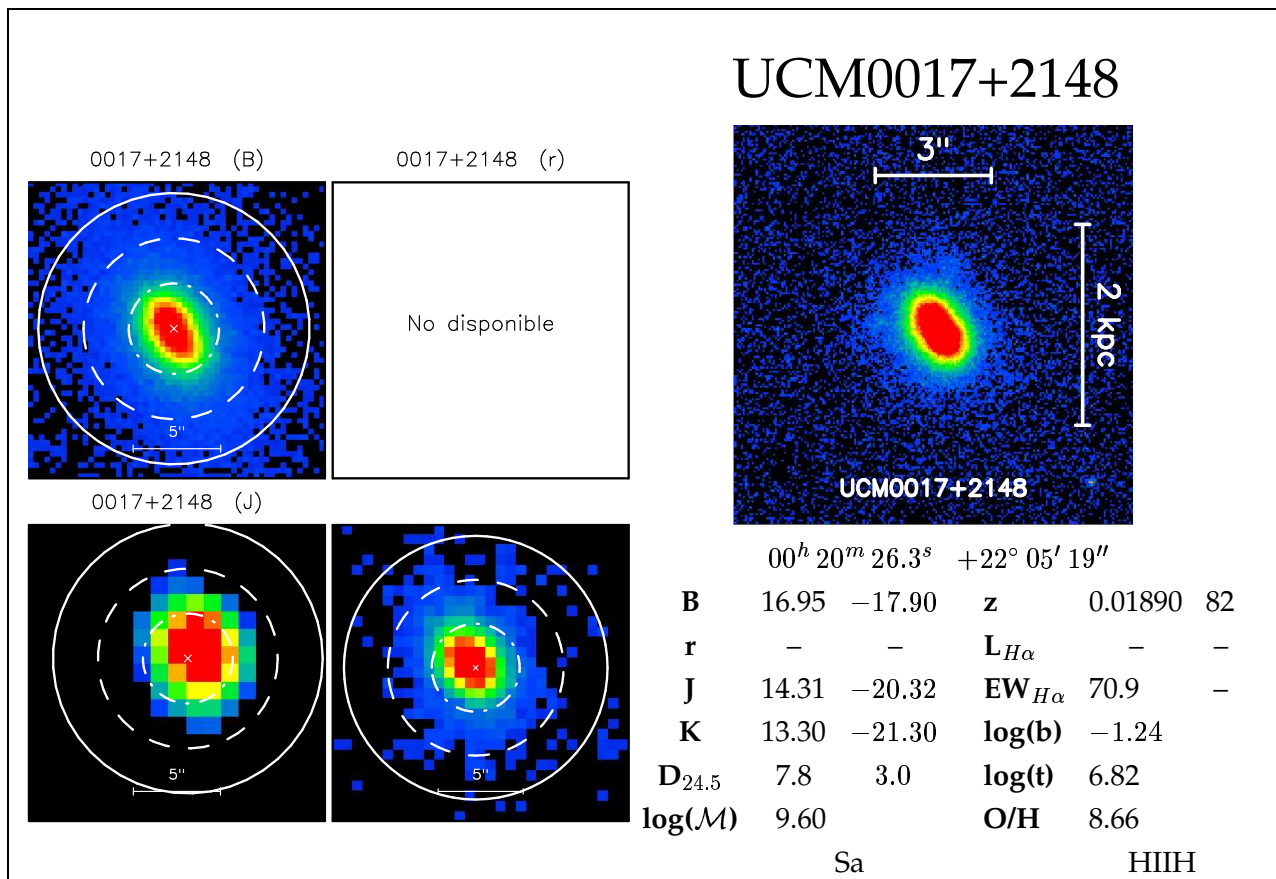 UCM0017+2148
0017+2148 (B)
0017+2148 (r)
5"
No disponible
3"
2 kpc
UCM0017+2148
0017+2148 (J)
5"
5"
00h 20m 26.3s +22° 05′ 19″
B 16.95 −17.90 z 0.01890 82
r – – LHα – –
J 14.31 −20.32 EWHα 70.9 –
K 13.30 −21.30 log(b) −1.24
D24.5 7.8 3.0 log(t) 6.82
log(M) 9.60 O/H 8.66
Sa HIIH